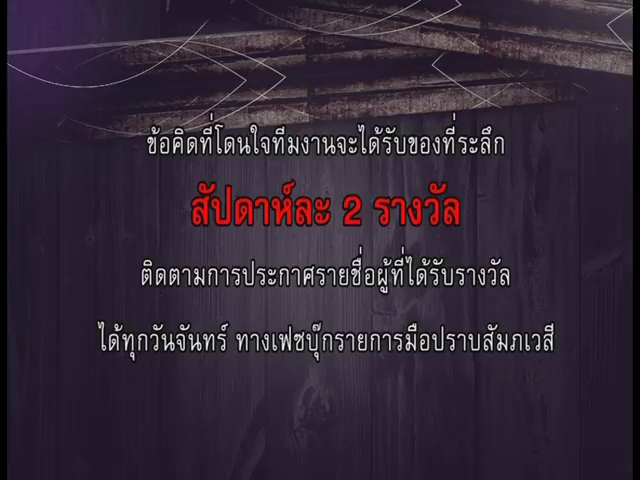 ข้อคิดที่โดนใจทีมงานจะได้รับของที่ระลึก
สัปดาห์ละ 2 รางวัล
ติดตามการประกาศรายชื่อผู้ที่ได้รับรางวัล
ได้ทุกวันจันทร์ ทางเฟซบุ๊กรายการมือปราบสัมภเวสี